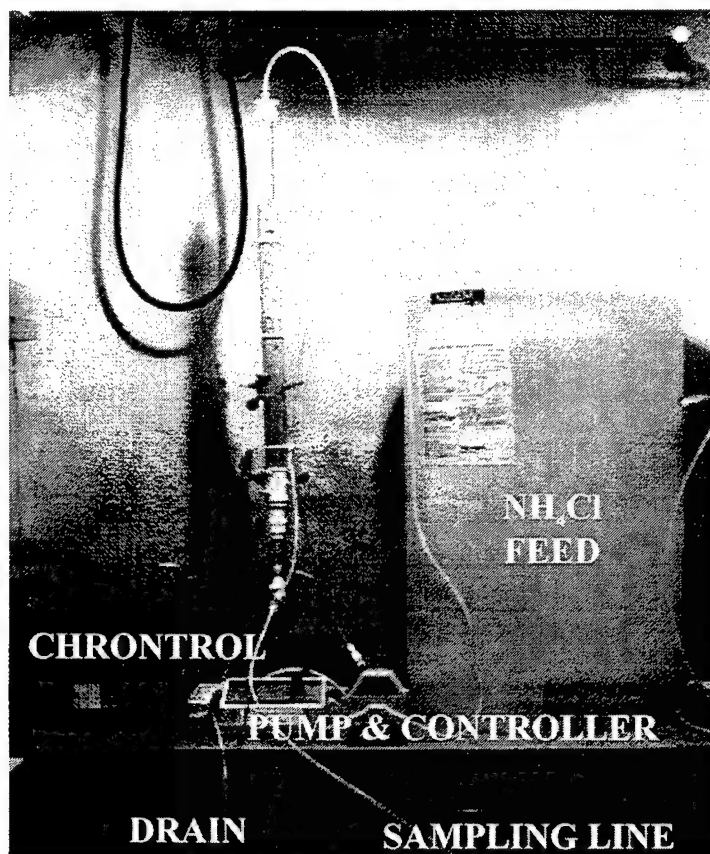 NH₄Cl
FEED
CHRONTROL
PUMP & CONTROLLER
DRAIN
SAMPLING LINE